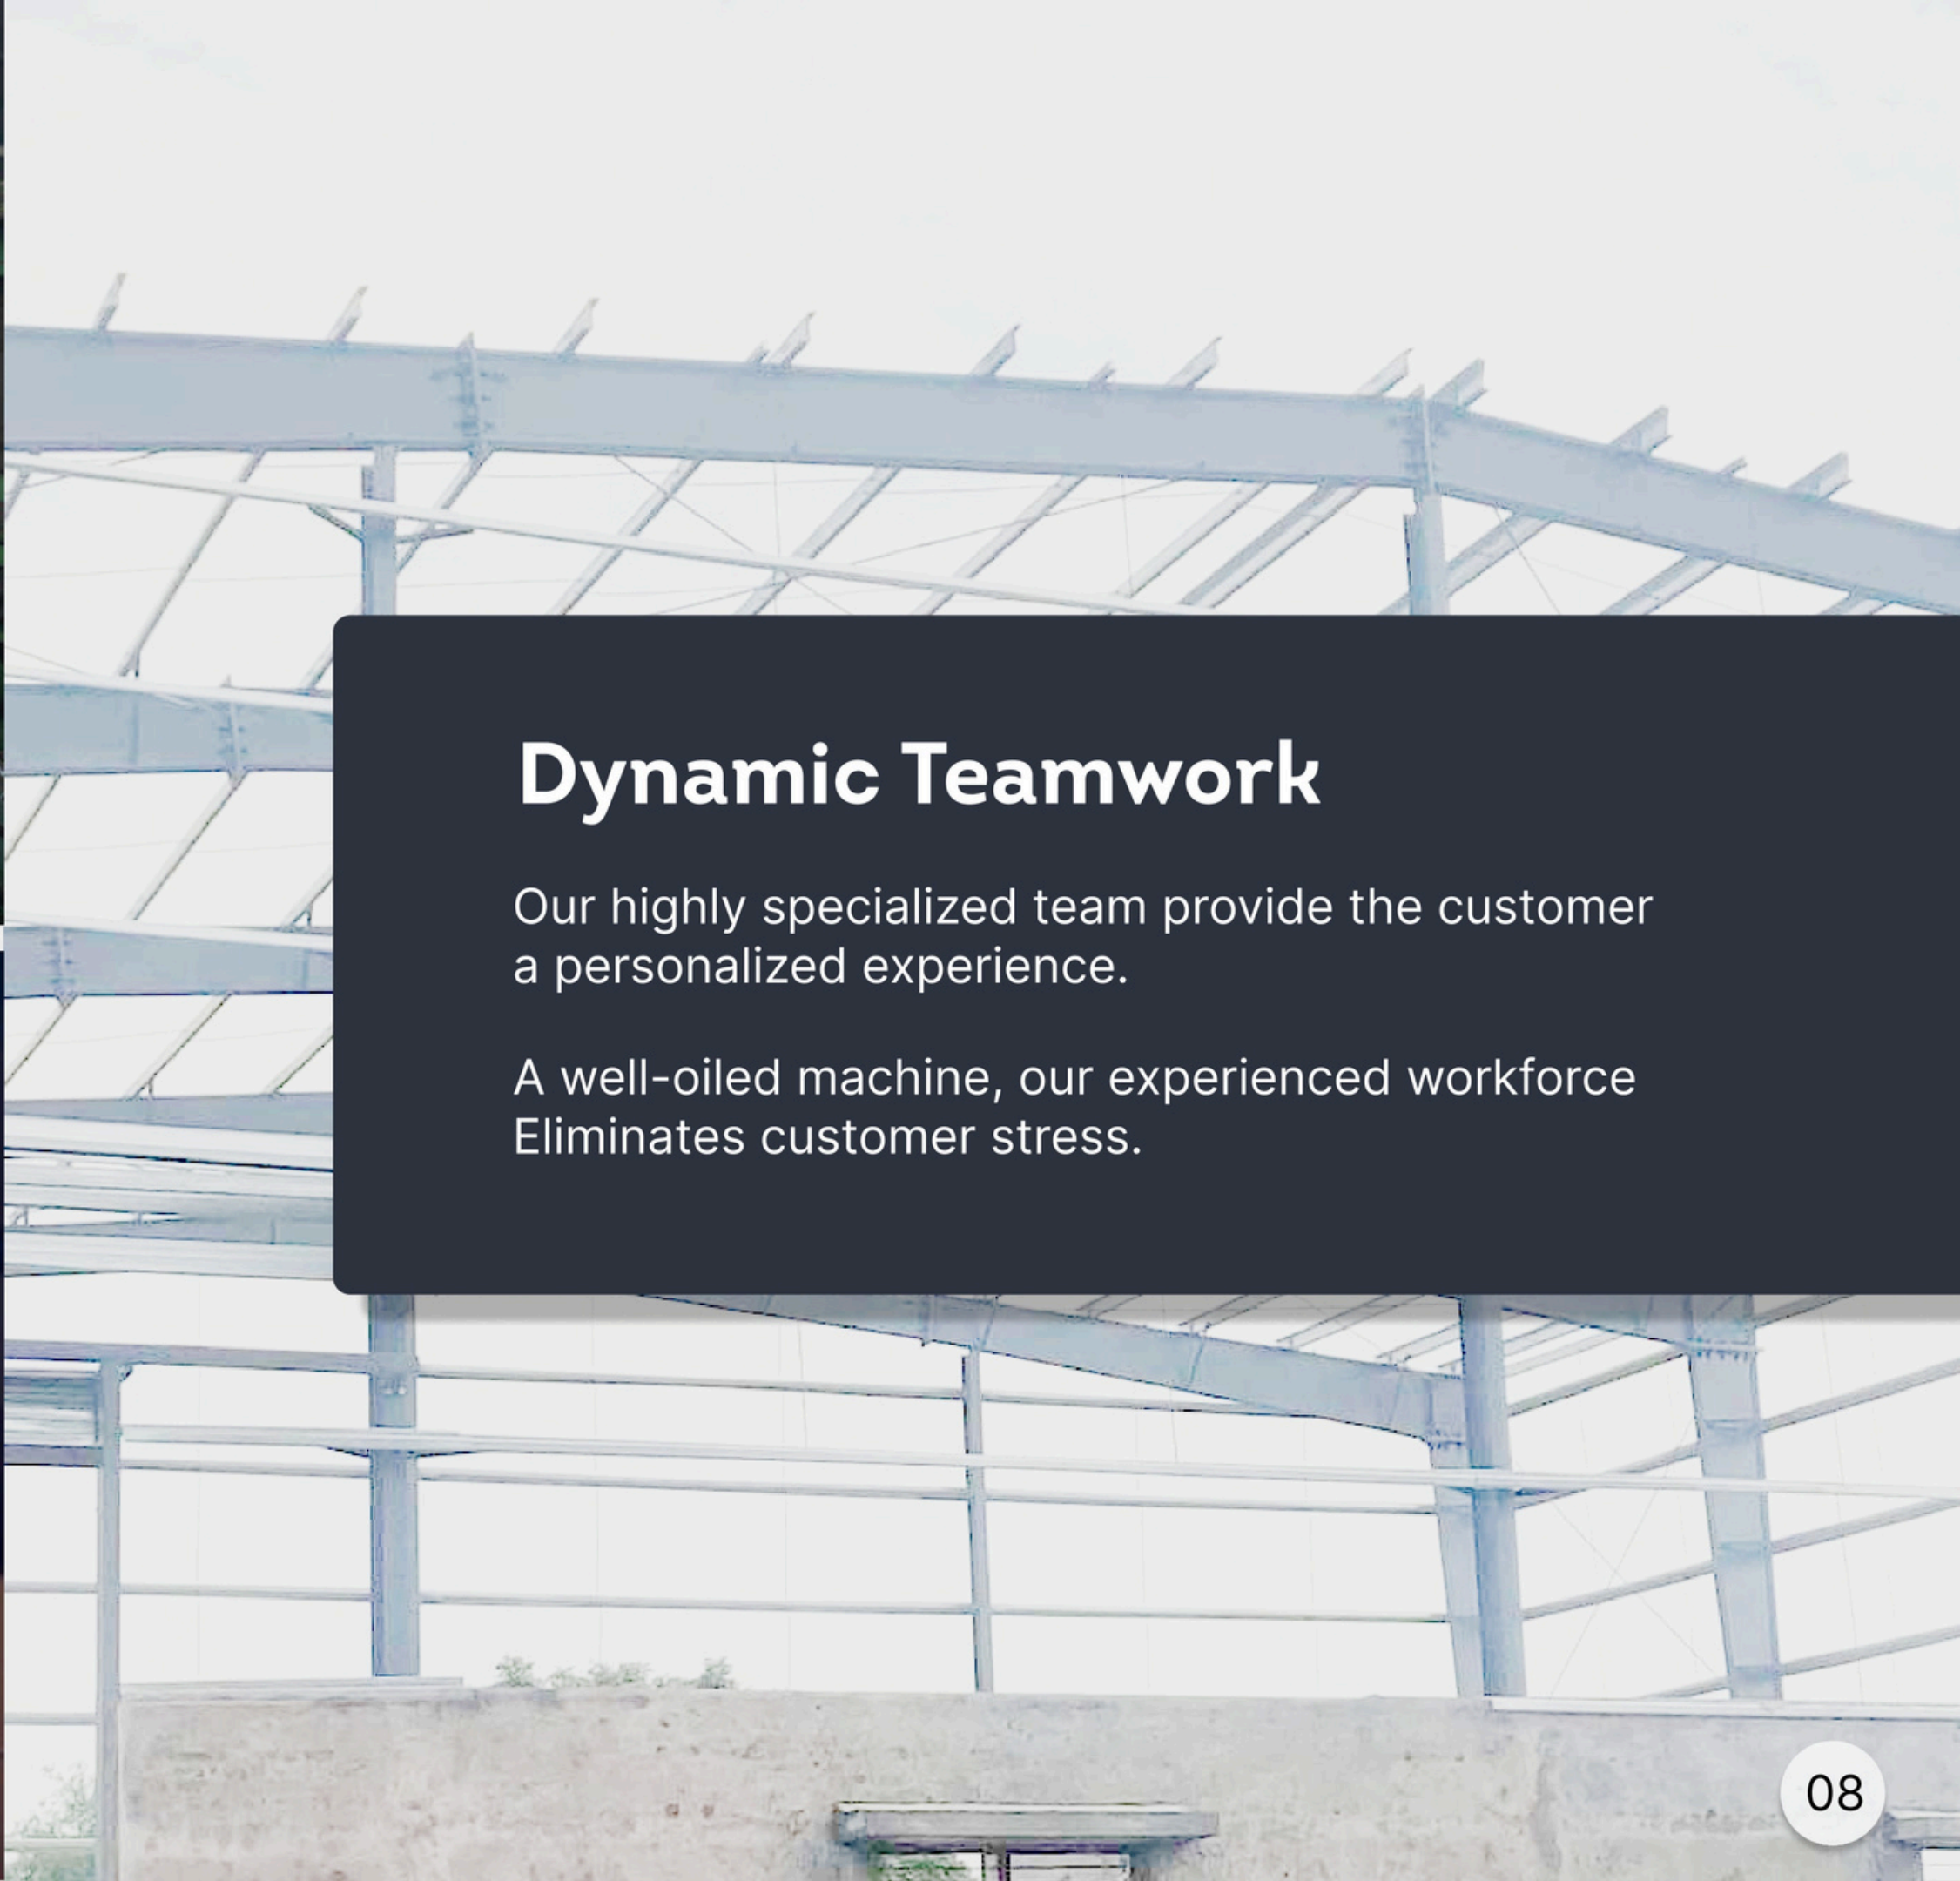 Dynamic Teamwork
Our highly specialized team provide the customer
a personalized experience.
A well-oiled machine, our experienced workforce
Eliminates customer stress.
08